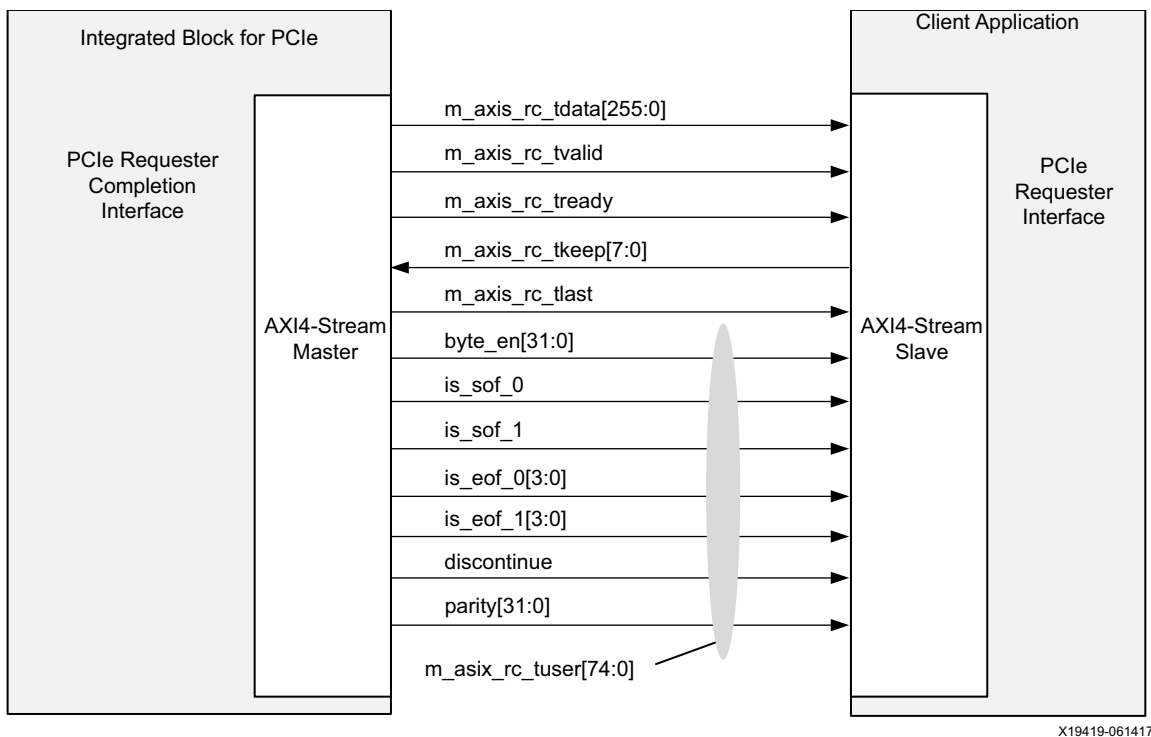 Integrated Block for PCIe
Client Application
PCIe Requester
Completion
Interface
AXI4-Stream
Master
m_axis_rc_tdata[255:0]
m_axis_rc_tvalid
m_axis_rc_tready
m_axis_rc_tkeep[7:0]
m_axis_rc_tlast
byte_en[31:0]
is_sof_0
is_sof_1
is_eof_0[3:0]
is_eof_1[3:0]
discontinue
parity[31:0]
m_asix_rc_tuser[74:0]
AXI4-Stream
Slave
PCIe
Requester
Interface
X19419-061417